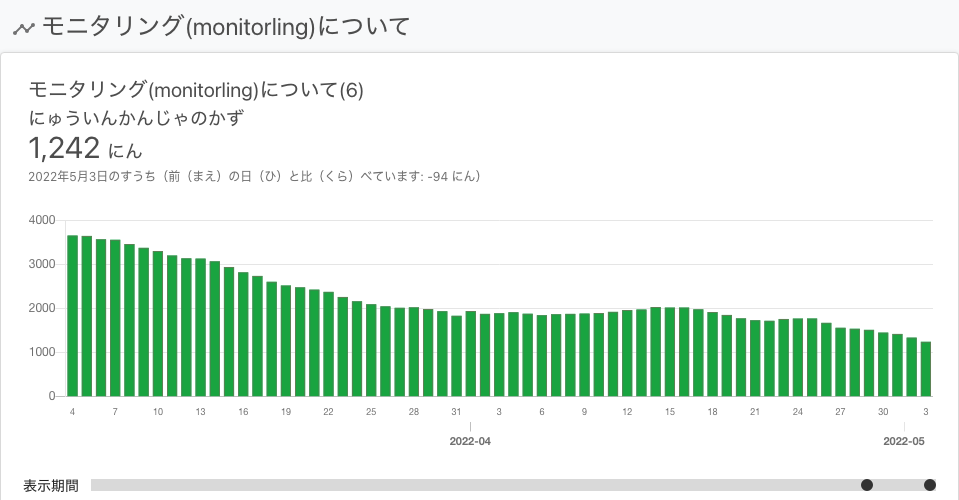 モニタリング(monitorling)について
モニタリング(monitorling)について(6)
にゅういんかんじゃのかず
1,242 にん
2022年5月3日のすうち（前（まえ）の日（ひ）と比（くら）べています: -94 にん）
4000
3000
2000
1000
0
4 7 10 13 16 19 22 25 28 31 3 6 9 12 15 18 21 24 27 30 3
2022-04 2022-05
表示期間